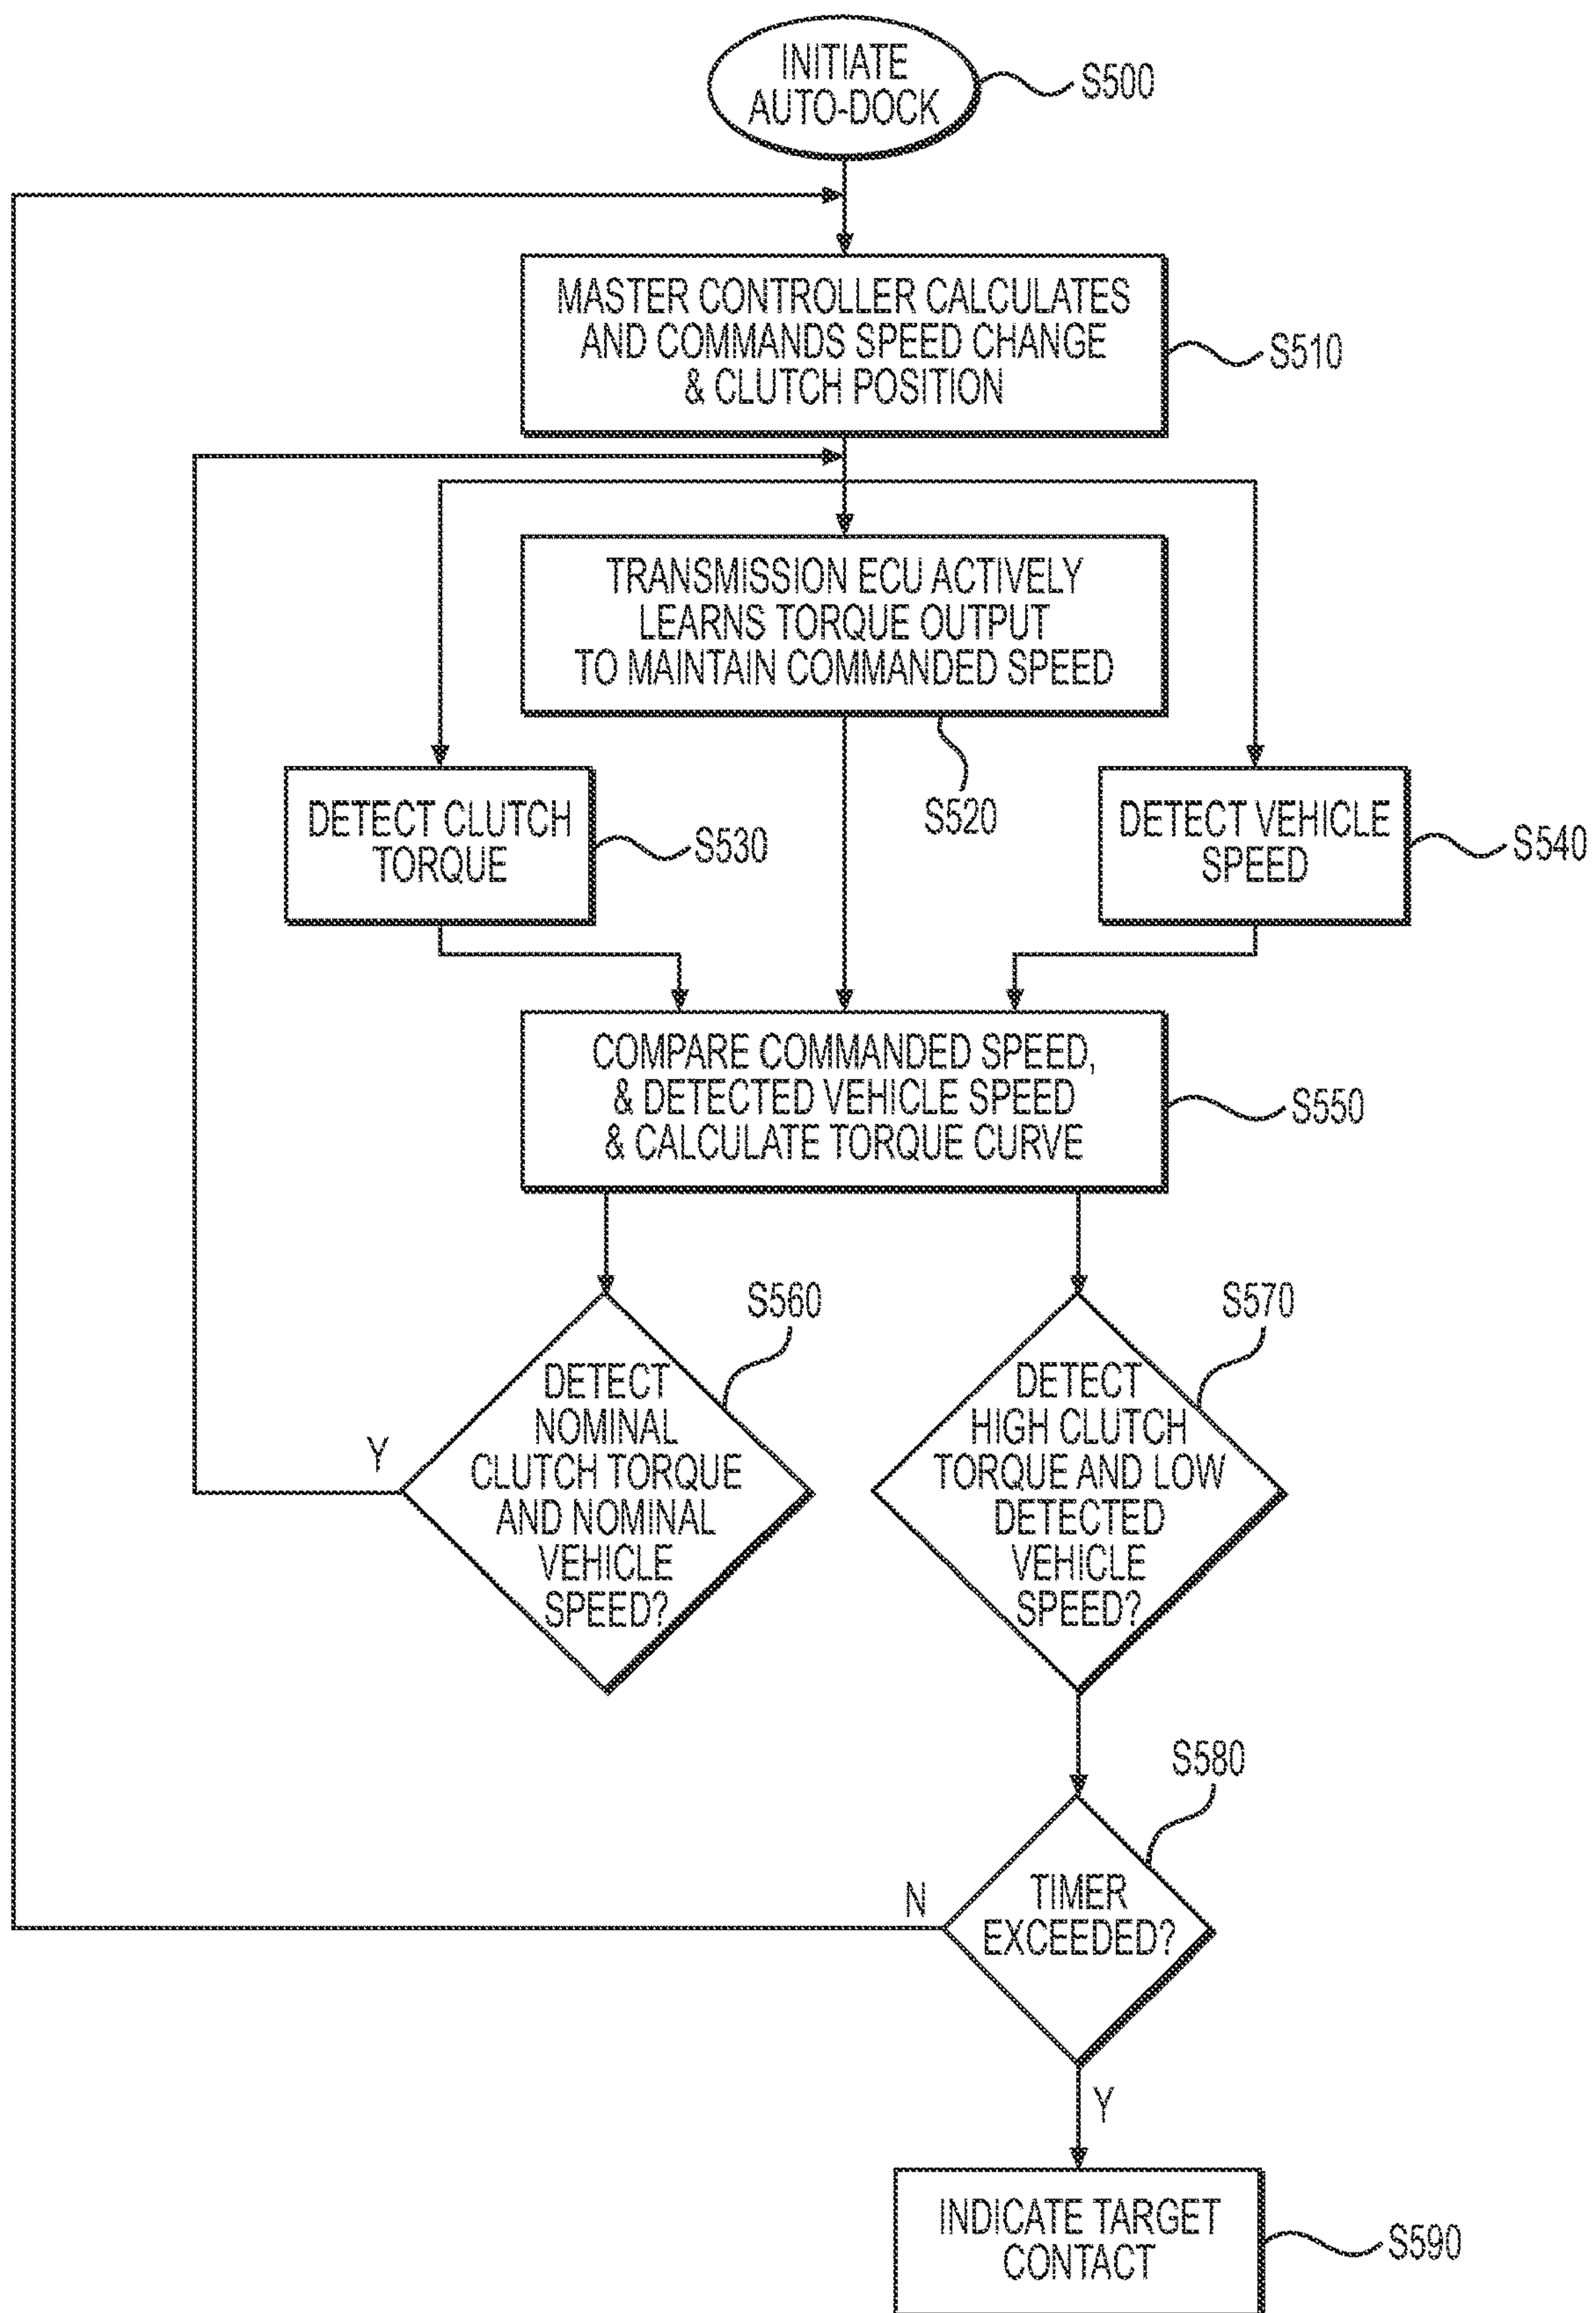 INITIATE
AUTO-DOCK
S500
MASTER CONTROLLER CALCULATES
AND COMMANDS SPEED CHANGE
& CLUTCH POSITION
S510
TRANSMISSION ECU ACTIVELY
LEARNS TORQUE OUTPUT
TO MAINTAIN COMMANDED SPEED
S520
DETECT CLUTCH
TORQUE
S530
DETECT VEHICLE
SPEED
S540
COMPARE COMMANDED SPEED,
& DETECTED VEHICLE SPEED
& CALCULATE TORQUE CURVE
S550
S560
DETECT
NOMINAL
CLUTCH TORQUE
AND NOMINAL
VEHICLE
SPEED?
Y
S570
DETECT
HIGH CLUTCH
TORQUE AND LOW
DETECTED
VEHICLE
SPEED?
S580
TIMER
EXCEEDED?
N
Y
INDICATE TARGET
CONTACT
S590